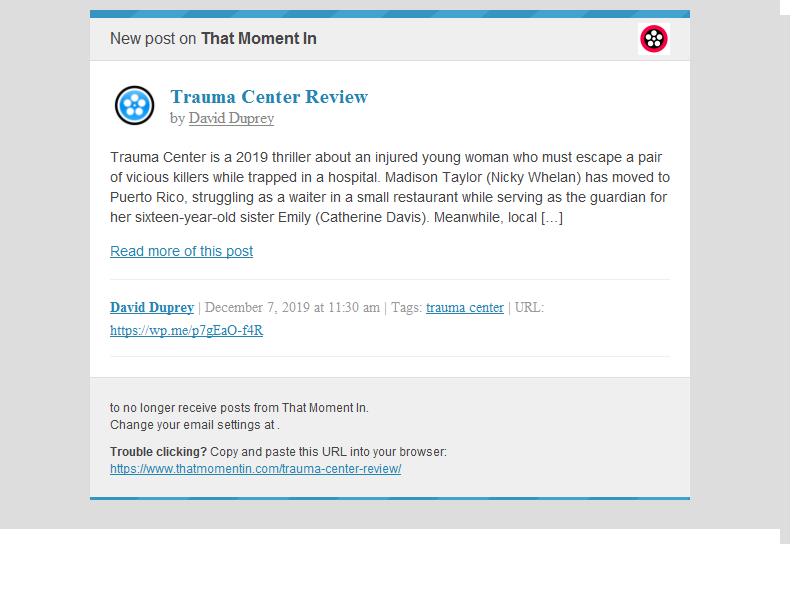 New post on That Moment In
Trauma Center Review
by David Duprey
Trauma Center is a 2019 thriller about an injured young woman who must escape a pair
of vicious killers while trapped in a hospital. Madison Taylor (Nicky Whelan) has moved to
Puerto Rico, struggling as a waiter in a small restaurant while serving as the guardian for
her sixteen-year-old sister Emily (Catherine Davis). Meanwhile, local […]
Read more of this post
David Duprey | December 7, 2019 at 11:30 am | Tags: trauma center | URL:
https://wp.me/p7gEaO-f4R
to no longer receive posts from That Moment In.
Change your email settings at .
Trouble clicking? Copy and paste this URL into your browser:
https://www.thatmomentin.com/trauma-center-review/